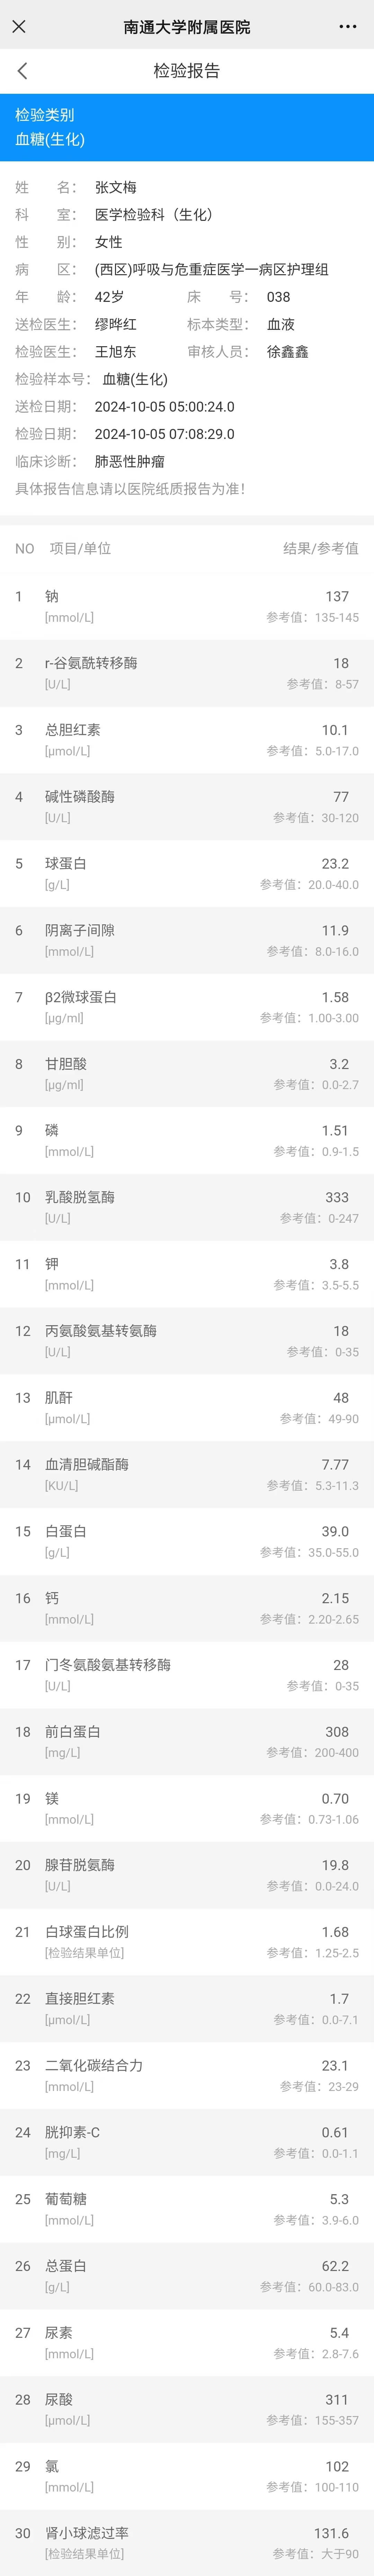 南通大学附属医院
检验报告
检验类别
血糖(生化)
姓 名： 张文梅
科 室： 医学检验科（生化）
性 别： 女性
病 区： (西区)呼吸与危重症医学一病区护理组
年 龄： 42岁 床 号： 038
送检医生： 缪晔红 标本类型： 血液
检验医生： 王旭东 审核人员： 徐鑫鑫
检验样本号： 血糖(生化)
送检日期： 2024-10-05 05:00:24.0
检验日期： 2024-10-05 07:08:29.0
临床诊断： 肺恶性肿瘤
具体报告信息请以医院纸质报告为准！
NO 项目/单位 结果/参考值
1 钠 137
[mmol/L] 参考值：135-145
2 r-谷氨酰转移酶 18
[U/L] 参考值：8-57
3 总胆红素 10.1
[μmol/L] 参考值：5.0-17.0
4 碱性磷酸酶 77
[U/L] 参考值：30-120
5 球蛋白 23.2
[g/L] 参考值：20.0-40.0
6 阴离子间隙 11.9
[mmol/L] 参考值：8.0-16.0
7 β2微球蛋白 1.58
[μg/ml] 参考值：1.00-3.00
8 甘胆酸 3.2
[μg/ml] 参考值：0.0-2.7
9 磷 1.51
[mmol/L] 参考值：0.9-1.5
10 乳酸脱氢酶 333
[U/L] 参考值：0-247
11 钾 3.8
[mmol/L] 参考值：3.5-5.5
12 丙氨酸氨基转氨酶 18
[U/L] 参考值：0-35
13 肌酐 48
[μmol/L] 参考值：49-90
14 血清胆碱酯酶 7.77
[KU/L] 参考值：5.3-11.3
15 白蛋白 39.0
[g/L] 参考值：35.0-55.0
16 钙 2.15
[mmol/L] 参考值：2.20-2.65
17 门冬氨酸氨基转移酶 28
[U/L] 参考值：0-35
18 前白蛋白 308
[mg/L] 参考值：200-400
19 镁 0.70
[mmol/L] 参考值：0.73-1.06
20 腺苷脱氨酶 19.8
[U/L] 参考值：0.0-24.0
21 白球蛋白比例 1.68
[检验结果单位] 参考值：1.25-2.5
22 直接胆红素 1.7
[μmol/L] 参考值：0.0-7.1
23 二氧化碳结合力 23.1
[mmol/L] 参考值：23-29
24 胱抑素-C 0.61
[mg/L] 参考值：0.0-1.1
25 葡萄糖 5.3
[mmol/L] 参考值：3.9-6.0
26 总蛋白 62.2
[g/L] 参考值：60.0-83.0
27 尿素 5.4
[mmol/L] 参考值：2.8-7.6
28 尿酸 311
[μmol/L] 参考值：155-357
29 氯 102
[mmol/L] 参考值：100-110
30 肾小球滤过率 131.6
[检验结果单位] 参考值：大于90